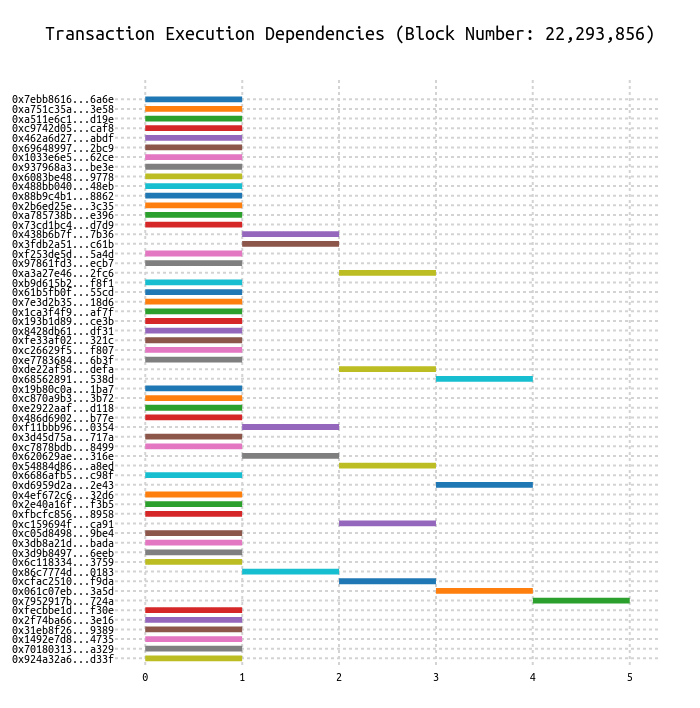 Transaction Execution Dependencies (Block Number: 22,293,856)
0x7ebb8616...6a6e
0xa751c35a...3e58
0xa511e6c1...d19e
0xc9742d05...caf8
0x462a6d27...abdf
0x69648997...2bc9
0x1033e6e5...62ce
0x937968a3...be3e
0x6083be48...9778
0x488bb040...48eb
0x88b9c4b1...8862
0x2b6ed25e...3c35
0xa785738b...e396
0x73cd1bc4...d7d9
0x438b6b7f...7b36
0x3fdb2a51...c61b
0xf253de5d...5a4d
0x97861fd3...ecb7
0xa3a27e46...2fc6
0xb9d615b2...f8f1
0x61b5fb0f...55cd
0x7e3d2b35...18d6
0x1ca3f4f9...af7f
0x193b1d89...ce3b
0x8428db61...df31
0xfe33af02...321c
0xc26629f5...f807
0xe7783684...6b3f
0xde22af58...defa
0x68562891...538d
0x19b80c0a...1ba7
0xc870a9b3...3b72
0xe2922aaf...d118
0x486d6902...b77e
0xf11bbb96...0354
0x3d45d75a...717a
0xc7878bdb...8499
0x620629ae...316e
0x54884d86...a8ed
0x6686afb5...c98f
0xd6959d2a...2e43
0x4ef672c6...32d6
0x2e40a16f...f3b5
0xfbcfc856...8958
0xc159694f...ca91
0xc05d8498...9be4
0x3db8a21d...bada
0x3d9b8497...6eeb
0x6c118334...3759
0x86c7774d...0183
0xcfac2510...f9da
0x061c07eb...3a5d
0x7952917b...724a
0xfecbbe1d...f30e
0x2f74ba66...3e16
0x31eb8f26...9389
0x1492e7d8...4735
0x70180313...a329
0x924a32a6...d33f
0 1 2 3 4 5